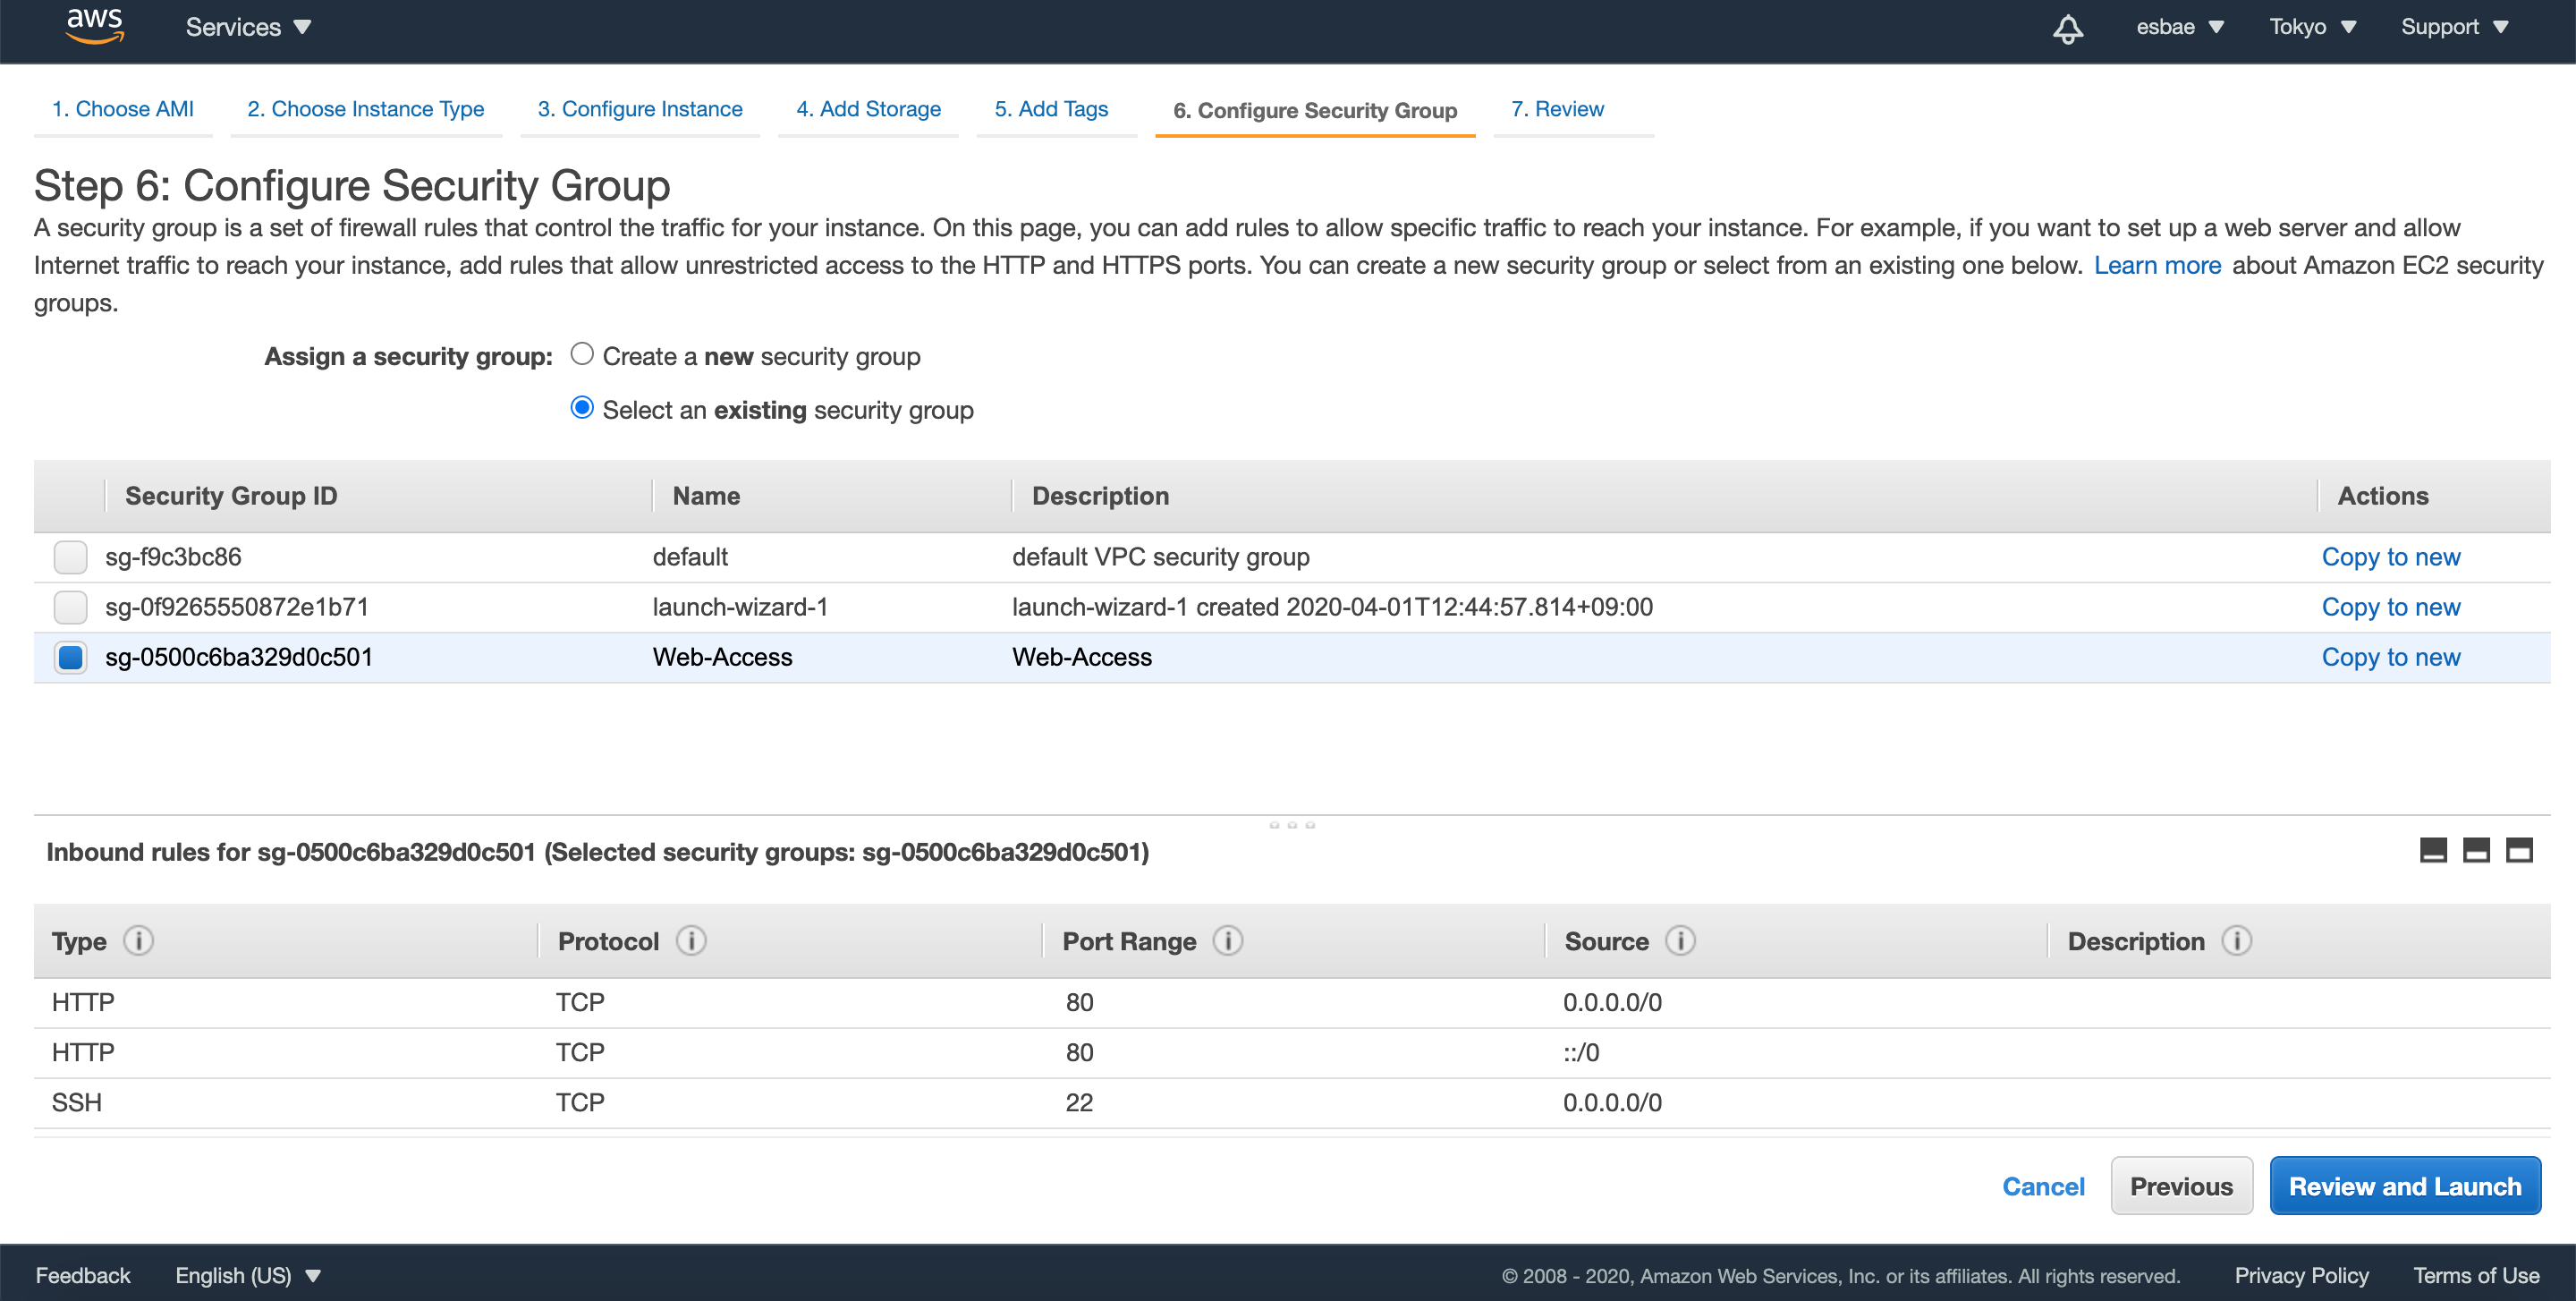 aws Services esbae Tokyo Support
1. Choose AMI 2. Choose Instance Type 3. Configure Instance 4. Add Storage 5. Add Tags 6. Configure Security Group 7. Review
Step 6: Configure Security Group
A security group is a set of firewall rules that control the traffic for your instance. On this page, you can add rules to allow specific traffic to reach your instance. For example, if you want to set up a web server and allow
Internet traffic to reach your instance, add rules that allow unrestricted access to the HTTP and HTTPS ports. You can create a new security group or select from an existing one below. Learn more about Amazon EC2 security
groups.
Assign a security group: Create a new security group
Select an existing security group
Security Group ID Name Description Actions
sg-f9c3bc86 default default VPC security group Copy to new
sg-0f9265550872e1b71 launch-wizard-1 launch-wizard-1 created 2020-04-01T12:44:57.814+09:00 Copy to new
sg-0500c6ba329d0c501 Web-Access Web-Access Copy to new
Inbound rules for sg-0500c6ba329d0c501 (Selected security groups: sg-0500c6ba329d0c501)
Type i Protocol i Port Range i Source i Description i
HTTP TCP 80 0.0.0.0/0
HTTP TCP 80 ::/0
SSH TCP 22 0.0.0.0/0
Cancel Previous Review and Launch
Feedback English (US) © 2008 - 2020, Amazon Web Services, Inc. or its affiliates. All rights reserved. Privacy Policy Terms of Use